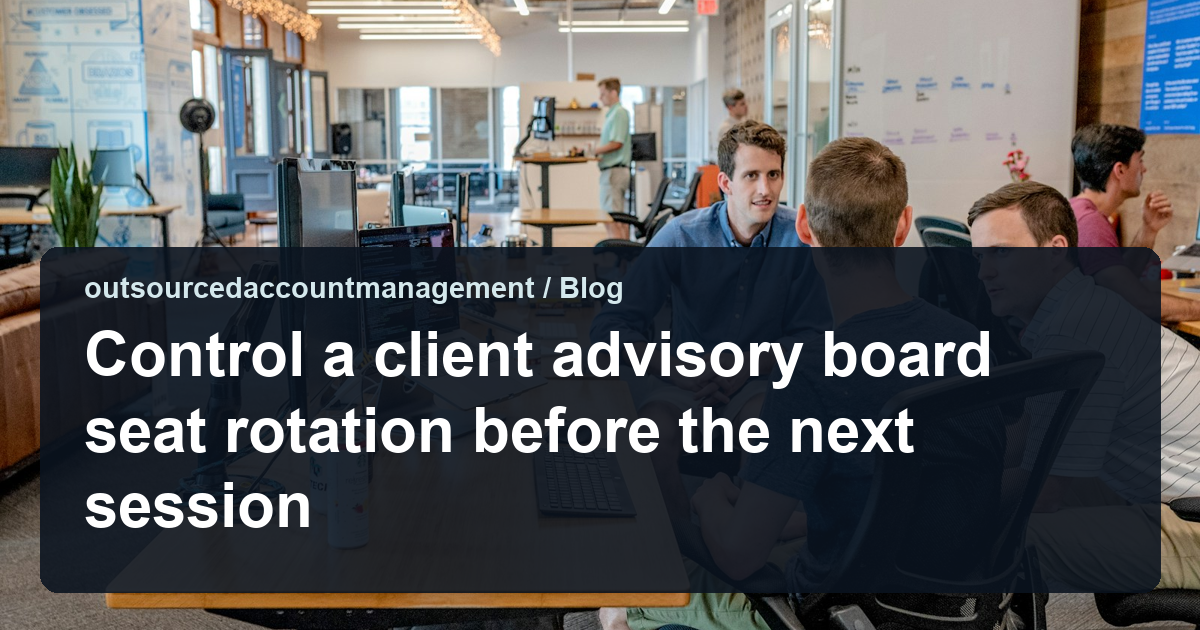 outsourcedaccountmanagement / Blog
Control a client advisory board
seat rotation before the next
session